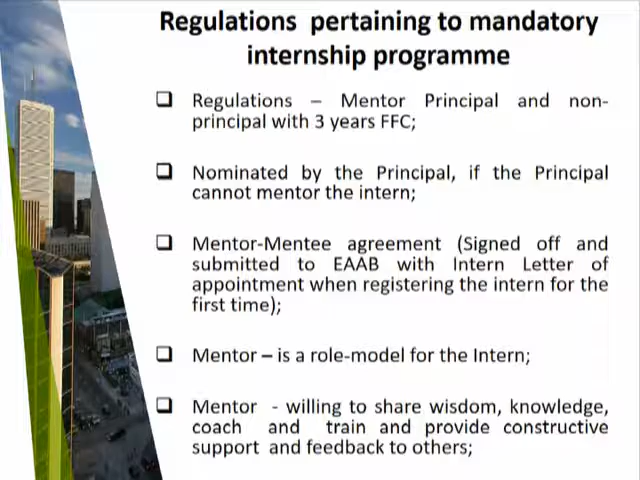 Regulations pertaining to mandatory
internship programme
❑ Regulations – Mentor Principal and non-
principal with 3 years FFC;
❑ Nominated by the Principal, if the Principal
cannot mentor the intern;
❑ Mentor-Mentee agreement (Signed off and
submitted to EAAB with Intern Letter of
appointment when registering the intern for the
first time);
❑ Mentor – is a role-model for the Intern;
❑ Mentor - willing to share wisdom, knowledge,
coach and train and provide constructive
support and feedback to others;